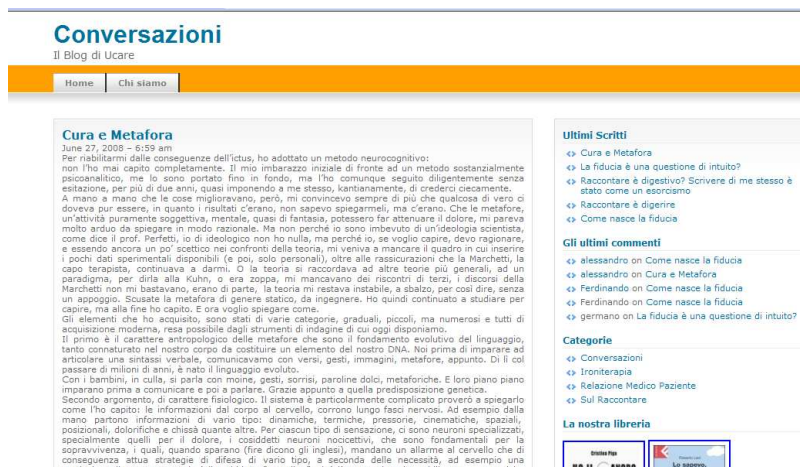 Conversazioni
Il Blog di Ucare
Home
Chi siamo
Cura e Metafora
June 27, 2008 – 6:59 am
Per riabilitarmi dalle conseguenze dell'ictus, ho adottato un metodo neurocognitivo:
non l'ho mai capito completamente. Il mio imbarazzo iniziale di fronte ad un metodo sostanzialmente
psicoanalitico, me lo sono portato fino in fondo, ma l'ho comunque seguito diligentemente senza
esitazione, per più di due anni, quasi imponendo a me stesso, kantianamente, di crederci ciecamente.
A mano a mano che le cose miglioravano, però, mi convincevo sempre di più che qualcosa di vero ci
doveva pur essere, in quanto i risultati c'erano, non sapevo spiegarmeli, ma c'erano. Che le metafore,
un'attività puramente soggettiva, mentale, quasi di fantasia, potessero far attenuare il dolore, mi pareva
molto arduo da spiegare in modo razionale. Ma non perché io sono imbevuto di un'ideologia scientista,
come dice il prof. Perfetti, io di ideologico non ho nulla, ma perché io, se voglio capire, devo ragionare,
e essendo ancora un po' scettico nei confronti della teoria, mi veniva a mancare il quadro in cui inserire
i pochi dati sperimentali disponibili (e poi, solo personali), oltre alle rassicurazioni che la Marchetti, la
capo terapista, continuava a darmi. O la teoria si raccordava ad altre teorie più generali, ad un
paradigma, per dirla alla Kuhn, o era zoppa, mi mancavano dei riscontri di terzi, i discorsi della
Marchetti non mi bastavano, erano di parte, la teoria mi restava instabile, a sbalzo, per così dire, senza
un appoggio. Scusate la metafora di genere statico, da ingegnere. Ho quindi continuato a studiare per
capire, ma alla fine ho capito. E ora voglio spiegare come.
Gli elementi che ho acquisito, sono stati di varie categorie, graduali, piccoli, ma numerosi e tutti di
acquisizione moderna, resa possibile dagli strumenti di indagine di cui oggi disponiamo.
Il primo è il carattere antropologico delle metafore che sono il fondamento evolutivo del linguaggio,
tanto connaturato nel nostro corpo da costituire un elemento del nostro DNA. Noi prima di imparare ad
articolare una sintassi verbale, comunicavamo con versi, gesti, immagini, metafore, appunto. Di lì col
passare di milioni di anni, è nato il linguaggio evoluto.
Con i bambini, in culla, si parla con moine, gesti, sorrisi, paroline dolci, metaforiche. E loro piano piano
imparano prima a comunicare e poi a parlare. Grazie appunto a quella predisposizione genetica.
Secondo argomento, di carattere fisiologico. Il sistema è particolarmente complicato proverò a spiegarlo
come l'ho capito: le informazioni dal corpo al cervello, corrono lungo fasci nervosi. Ad esempio dalla
mano partono informazioni di vario tipo: dinamiche, termiche, pressorie, cinematiche, spaziali,
posizionali, dolorifiche e chissà quante altre. Per ciascun tipo di sensazione, ci sono neuroni specializzati,
specialmente quelli per il dolore, i cosiddetti neuroni nocicettivi, che sono fondamentali per la
sopravvivenza, i quali, quando sparano (fire dicono gli inglesi), mandano un allarme al cervello che di
conseguenza attua strategie di difesa di vario tipo, a seconda delle necessità, ad esempio una
Ultimi Scritti
Cura e Metafora
La fiducia è una questione di intuito?
Raccontare è digestivo? Scrivere di me stesso è
stato come un esorcismo
Raccontare è digerire
Come nasce la fiducia
Gli ultimi commenti
alessandro on Come nasce la fiducia
alessandro on Cura e Metafora
Ferdinando on Come nasce la fiducia
Ferdinando on Come nasce la fiducia
germano on La fiducia è una questione di intuito?
Categorie
Conversazioni
Ironiterapia
Relazione Medico Paziente
Sul Raccontare
La nostra libreria
Lo sapevo,